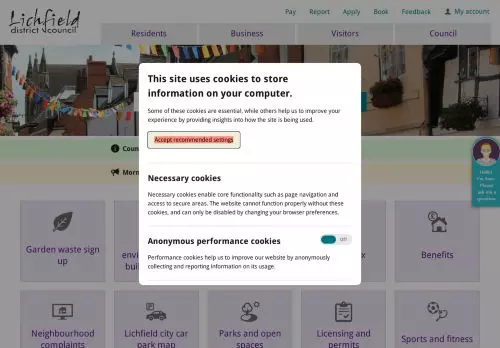 Lichfield
district council
Pay Report Apply Book Feedback My account
Residents Business Visitors Council
This site uses cookies to store
information on your computer.
Some of these cookies are essential, while others help us to improve your
experience by providing insights into how the site is being used.
Accept recommended settings
Necessary cookies
Necessary cookies enable core functionality such as page navigation and
access to secure areas. The website cannot function properly without these
cookies, and can only be disabled by changing your browser preferences.
Anonymous performance cookies
Off
Performance cookies help us to improve our website by anonymously
collecting and reporting information on its usage.
Coun
Morn
Hello!
I'm here.
Please
ask me a
question
Garden waste sign
up
envir
buil
x
Benefits
Neighbourhood
complaints
Lichfield city car
park map
Parks and open
spaces
Licensing and
permits
Sports and fitness